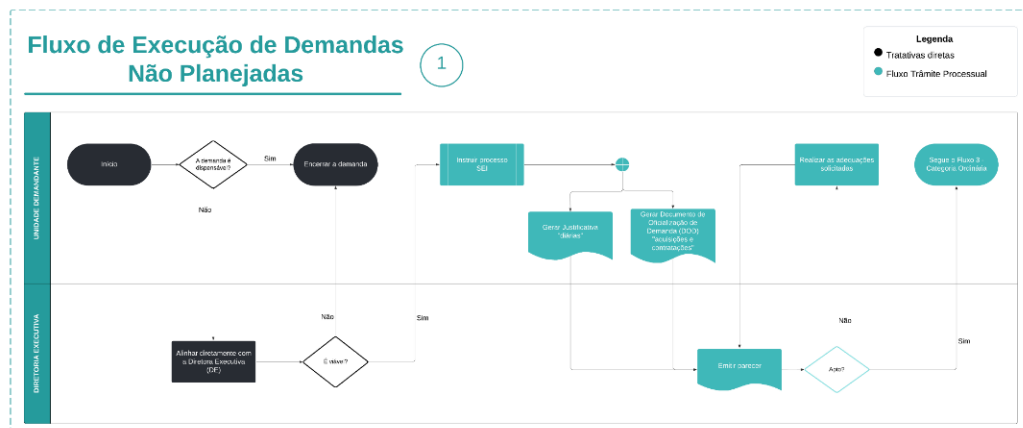 Fluxo de Execução de Demandas
Não Planejadas
1
Legenda
Tratativas diretas
Fluxo Trâmite Processual
UNIDADE DEMANDANTE
Início
A demanda é
dispensável?
Sim
Encerrar a demanda
Instruir processo
SEI
Realizar as adequações
solicitadas
Segue o Fluxo 3
Categoria Ordinária
Não
Gerar Justificativa
"diárias"
Gerar Documento de
Oficialização de
Demanda (DOD)
"aquisições e
contratações"
DIRETORIA EXECUTIVA
Não
Sim
Não
Sim
Alinhar diretamente com
a Diretora Executiva
(DE)
É viável?
Emitir parecer
Apto?